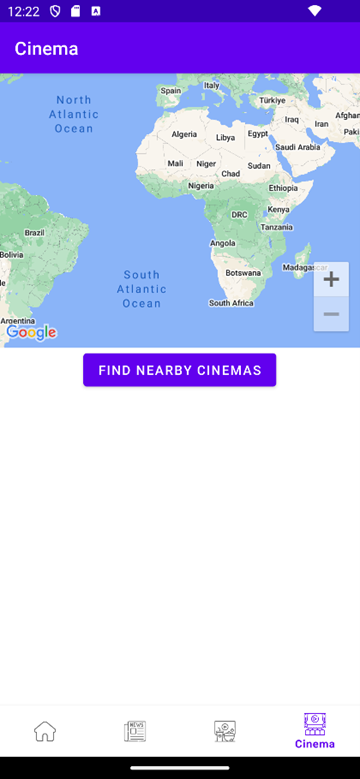 12:22
Cinema
North
Atlantic
Ocean
Spain
Italy
Türkiye
Iraq
Iran
Afghan
Paki
Algeria
Libya
Egypt
Saudi Arabia
Mali
Niger
Chad
Sudan
Nigeria
Ethiopia
DRC
Kenya
Tanzania
Brazil
Angola
Bolivia
South
Atlantic
Ocean
Botswana
Madagascar
South Africa
Argentina
Google
+
−
FIND NEARBY CINEMAS
NEWS
Cinema